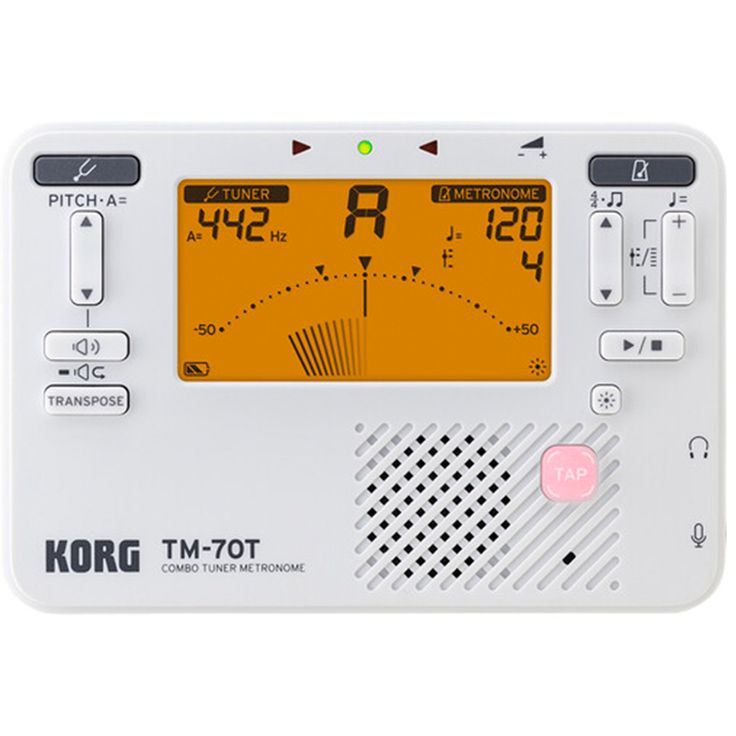 PITCH·A=
♩=
TUNER
A
METRONOME
A= 442 Hz
♩= 120
4
-50
+50
TRANSPOSE
TAP
KORG
TM-70T
COMBO TUNER METRONOME